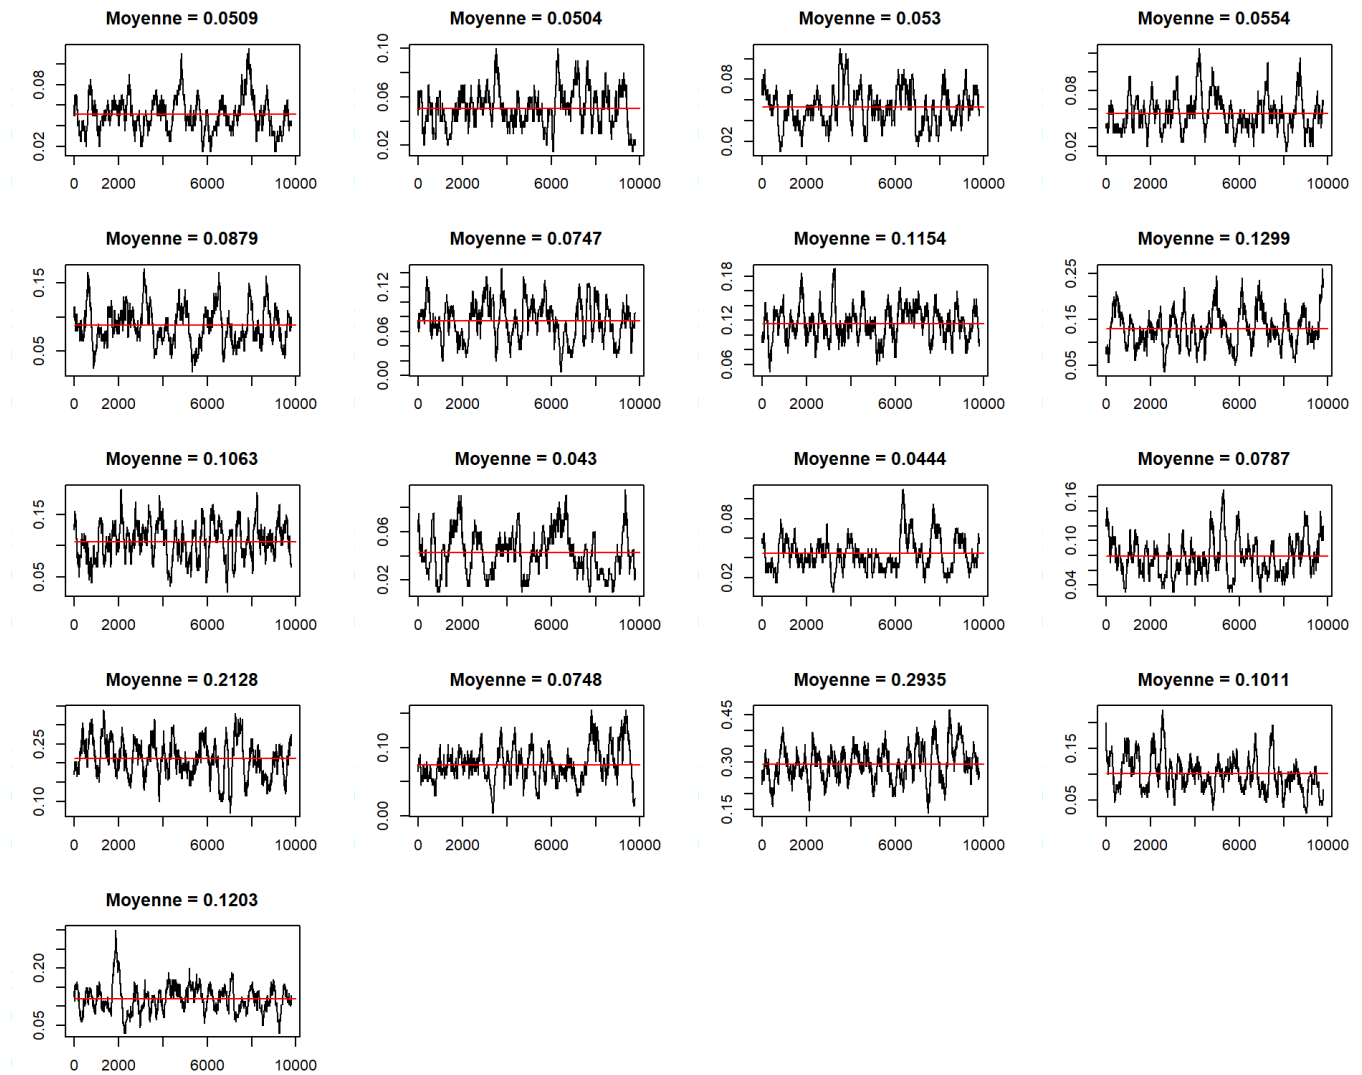 Moyenne = 0.0509
0.02 0.08
0 2000 6000 10000
Moyenne = 0.0504
0.02 0.06 0.10
0 2000 6000 10000
Moyenne = 0.053
0.02 0.08
0 2000 6000 10000
Moyenne = 0.0554
0.02 0.08
0 2000 6000 10000
Moyenne = 0.0879
0.05 0.15
0 2000 6000 10000
Moyenne = 0.0747
0.00 0.06 0.12
0 2000 6000 10000
Moyenne = 0.1154
0.06 0.12 0.18
0 2000 6000 10000
Moyenne = 0.1299
0.05 0.15 0.25
0 2000 6000 10000
Moyenne = 0.1063
0.05 0.15
0 2000 6000 10000
Moyenne = 0.043
0.02 0.06
0 2000 6000 10000
Moyenne = 0.0444
0.02 0.08
0 2000 6000 10000
Moyenne = 0.0787
0.04 0.10 0.16
0 2000 6000 10000
Moyenne = 0.2128
0.10 0.25
0 2000 6000 10000
Moyenne = 0.0748
0.00 0.10
0 2000 6000 10000
Moyenne = 0.2935
0.15 0.30 0.45
0 2000 6000 10000
Moyenne = 0.1011
0.05 0.15
0 2000 6000 10000
Moyenne = 0.1203
0.05 0.20
0 2000 6000 10000